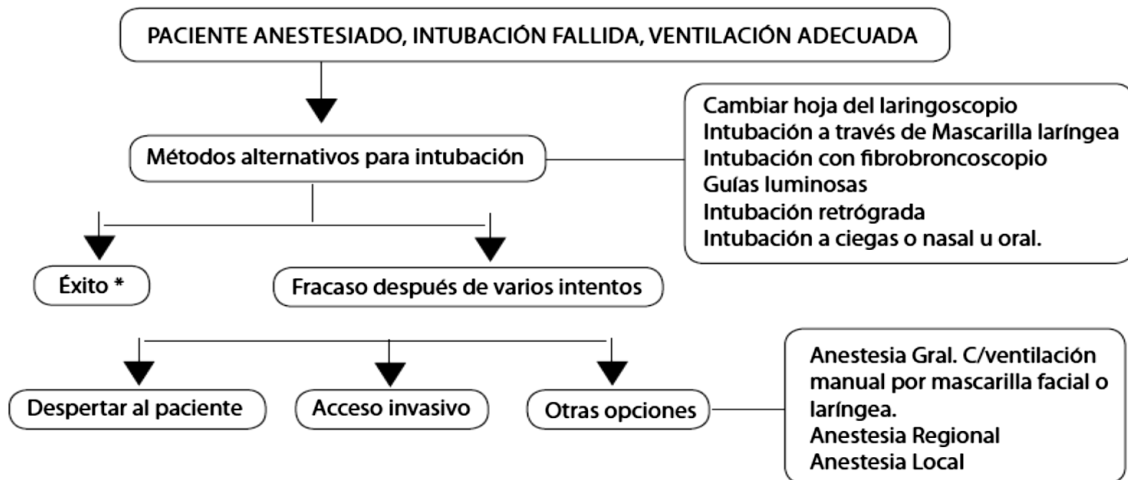 PACIENTE ANESTESIADO, INTUBACIÓN FALLIDA, VENTILACIÓN ADECUADA
Métodos alternativos para intubación
Cambiar hoja del laringoscopio
Intubación a través de Mascarilla laríngea
Intubación con fibrobroncoscopio
Guías luminosas
Intubación retrógrada
Intubación a ciegas o nasal u oral.
Éxito *
Fracaso después de varios intentos
Despertar al paciente
Acceso invasivo
Otras opciones
Anestesia Gral. C/ventilación
manual por mascarilla facial o
laríngea.
Anestesia Regional
Anestesia Local